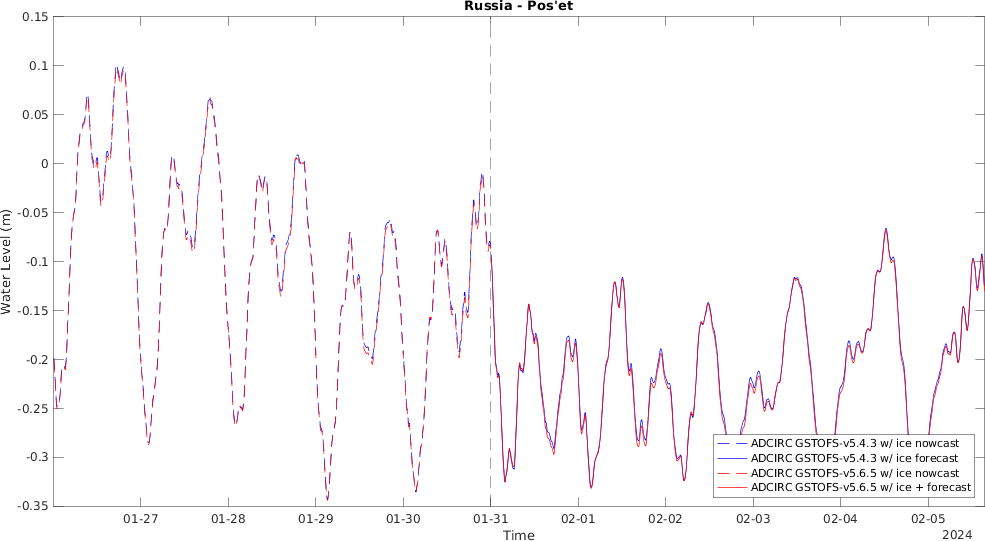 Russia - Pos'et
0.15
0.1
0.05
0
-0.05
-0.1
-0.15
-0.2
-0.25
-0.3
-0.35
Water Level (m)
01-27 01-28 01-29 01-30 01-31 02-01 02-02 02-03 02-04 02-05
Time
2024
ADCIRC GSTOFS-v5.4.3 w/ ice nowcast
ADCIRC GSTOFS-v5.4.3 w/ ice forecast
ADCIRC GSTOFS-v5.6.5 w/ ice nowcast
ADCIRC GSTOFS-v5.6.5 w/ ice + forecast